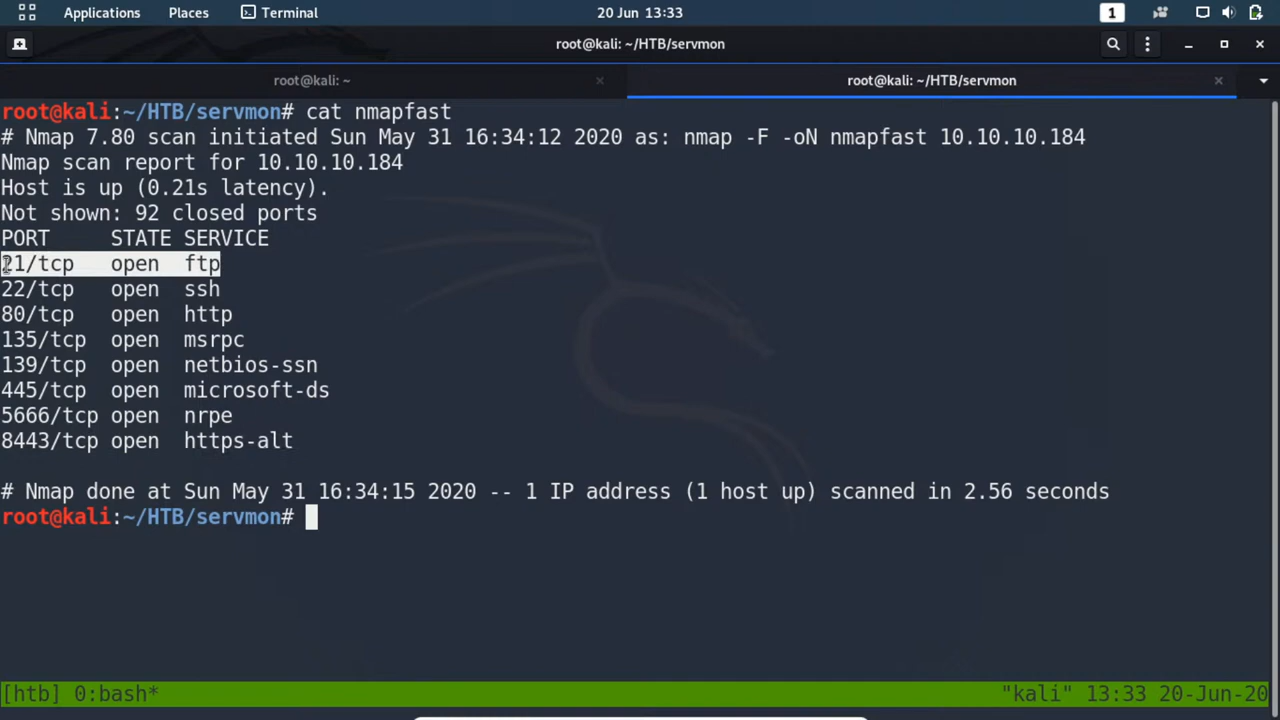 Applications Places Terminal 20 Jun 13:33 1
root@kali: ~/HTB/servmon
root@kali: ~ × root@kali: ~/HTB/servmon ×
root@kali:~/HTB/servmon# cat nmapfast
# Nmap 7.80 scan initiated Sun May 31 16:34:12 2020 as: nmap -F -oN nmapfast 10.10.10.184
Nmap scan report for 10.10.10.184
Host is up (0.21s latency).
Not shown: 92 closed ports
PORT     STATE SERVICE
21/tcp   open  ftp
22/tcp   open  ssh
80/tcp   open  http
135/tcp  open  msrpc
139/tcp  open  netbios-ssn
445/tcp  open  microsoft-ds
5666/tcp open  nrpe
8443/tcp open  https-alt
# Nmap done at Sun May 31 16:34:15 2020 -- 1 IP address (1 host up) scanned in 2.56 seconds
root@kali:~/HTB/servmon#
[htb] 0:bash* "kali" 13:33 20-Jun-20